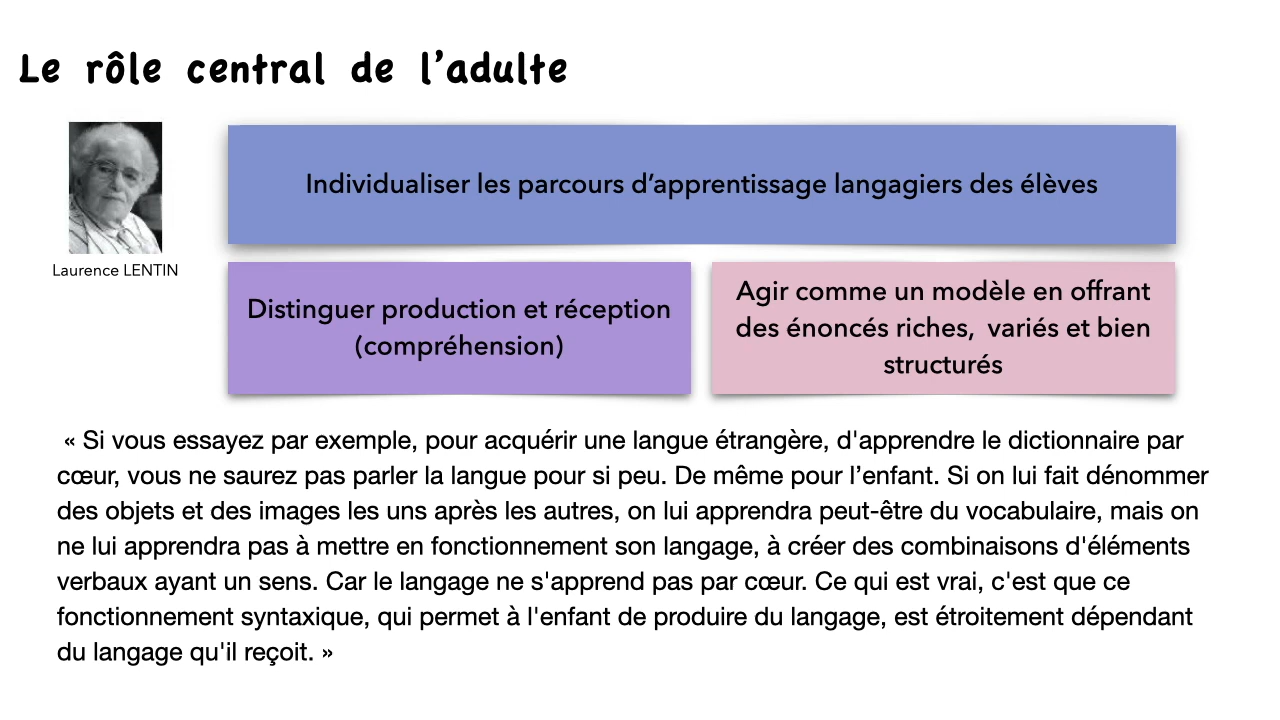 Le rôle central de l’adulte
Laurence LENTIN
Individualiser les parcours d’apprentissage langagiers des élèves
Distinguer production et réception
(compréhension)
Agir comme un modèle en offrant
des énoncés riches,  variés et bien
structurés
« Si vous essayez par exemple, pour acquérir une langue étrangère, d'apprendre le dictionnaire par
cœur, vous ne saurez pas parler la langue pour si peu. De même pour l’enfant. Si on lui fait dénommer
des objets et des images les uns après les autres, on lui apprendra peut-être du vocabulaire, mais on
ne lui apprendra pas à mettre en fonctionnement son langage, à créer des combinaisons d'éléments
verbaux ayant un sens. Car le langage ne s'apprend pas par cœur. Ce qui est vrai, c'est que ce
fonctionnement syntaxique, qui permet à l'enfant de produire du langage, est étroitement dépendant
du langage qu'il reçoit. »